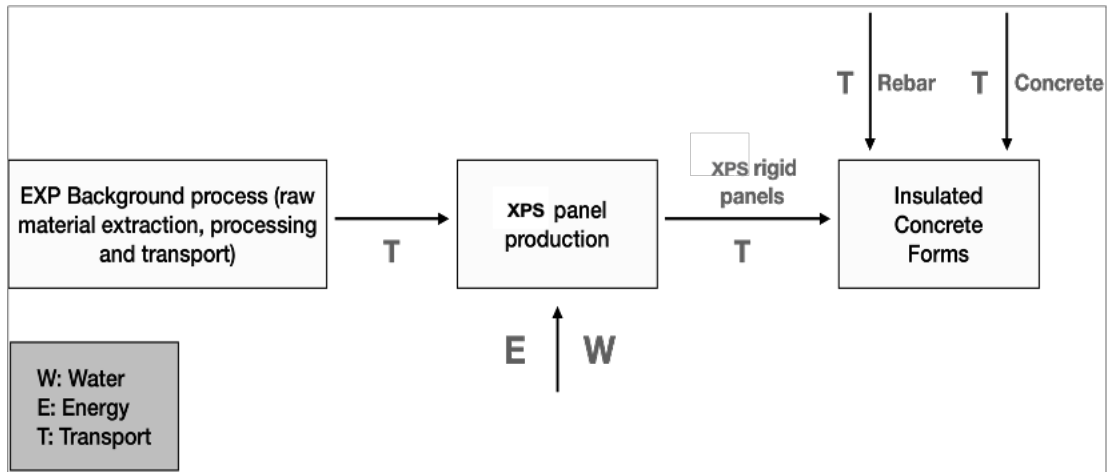 T Rebar
T Concrete
EXP Background process (raw
material extraction, processing
and transport)
T
XPS panel
production
XPS rigid
panels
T
Insulated
Concrete
Forms
E W
W: Water
E: Energy
T: Transport